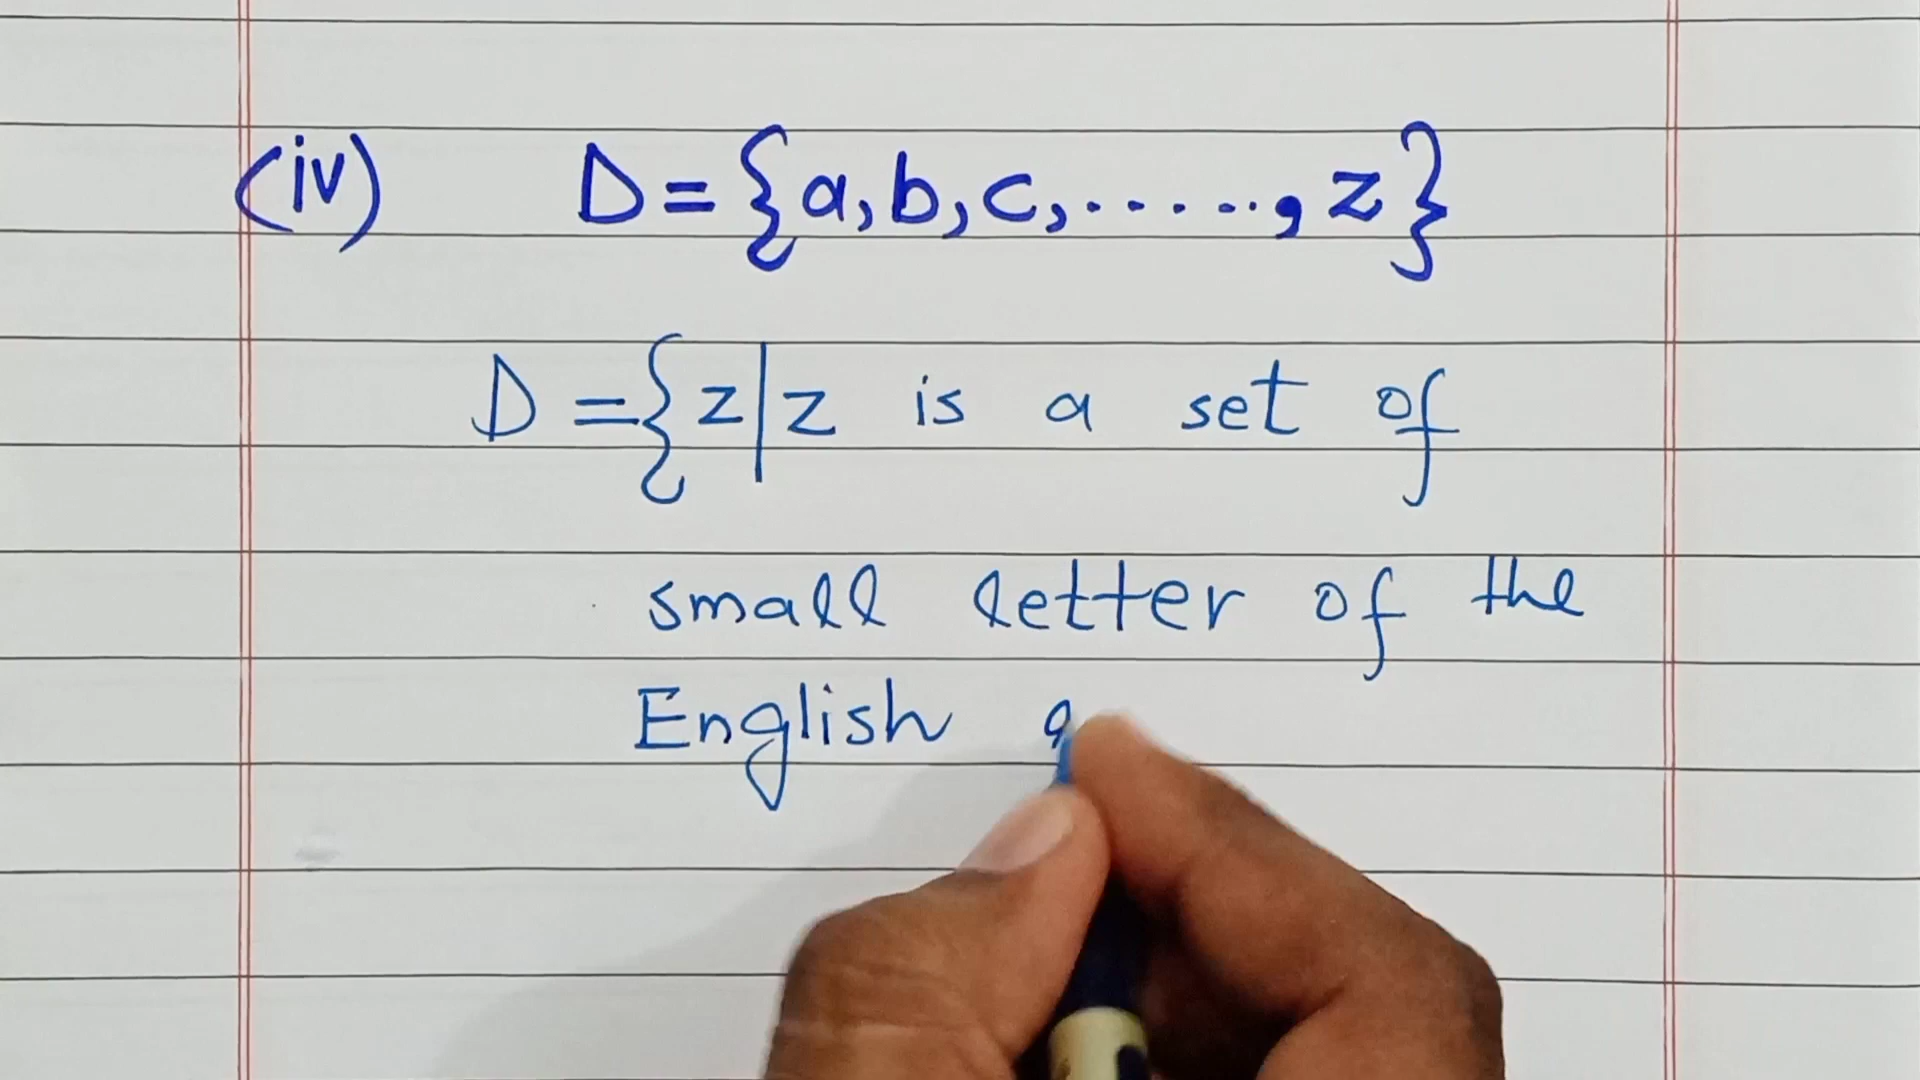 (iv) D = {a, b, c, ......, z}
D = {z|z is a set of
small letter of the
English a